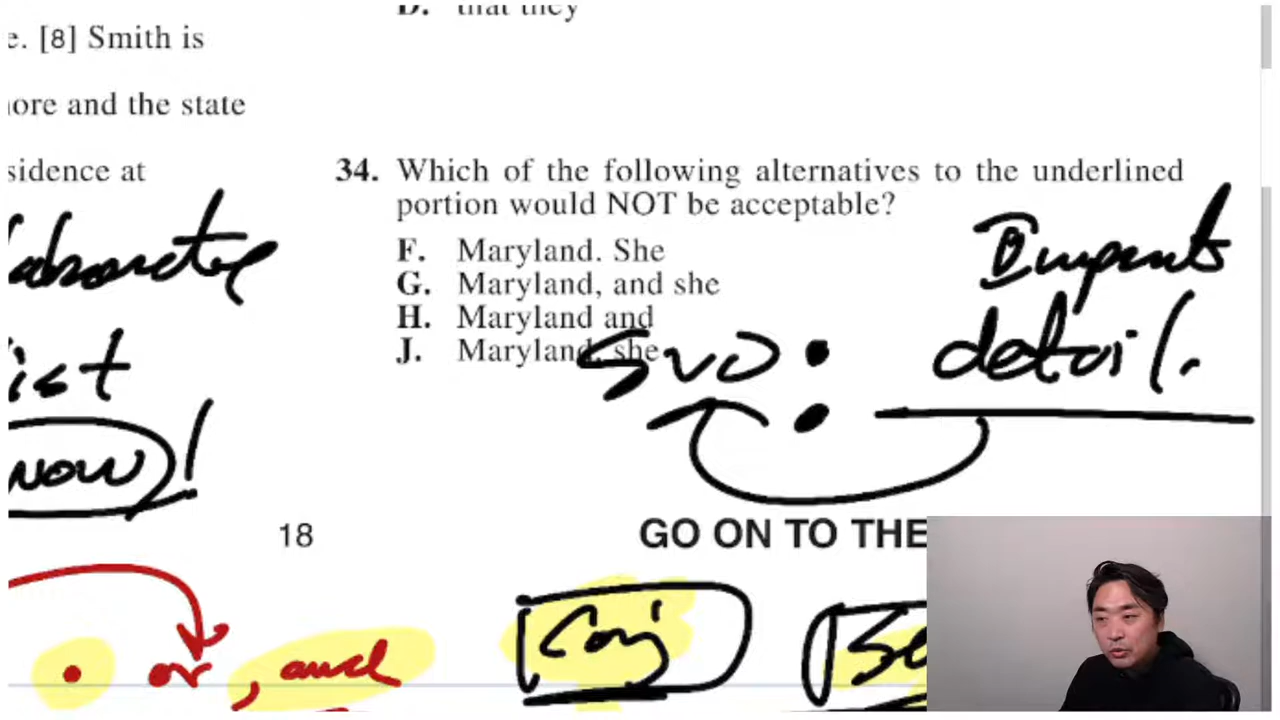 D. that they
e. [8] Smith is
ore and the state
sidence at
34. Which of the following alternatives to the underlined
portion would NOT be acceptable?
F. Maryland. She
G. Maryland, and she
H. Maryland and
J. Maryland, she
SVO :
detail.
ist
now!
18
GO ON TO THE
. or , and
Conj